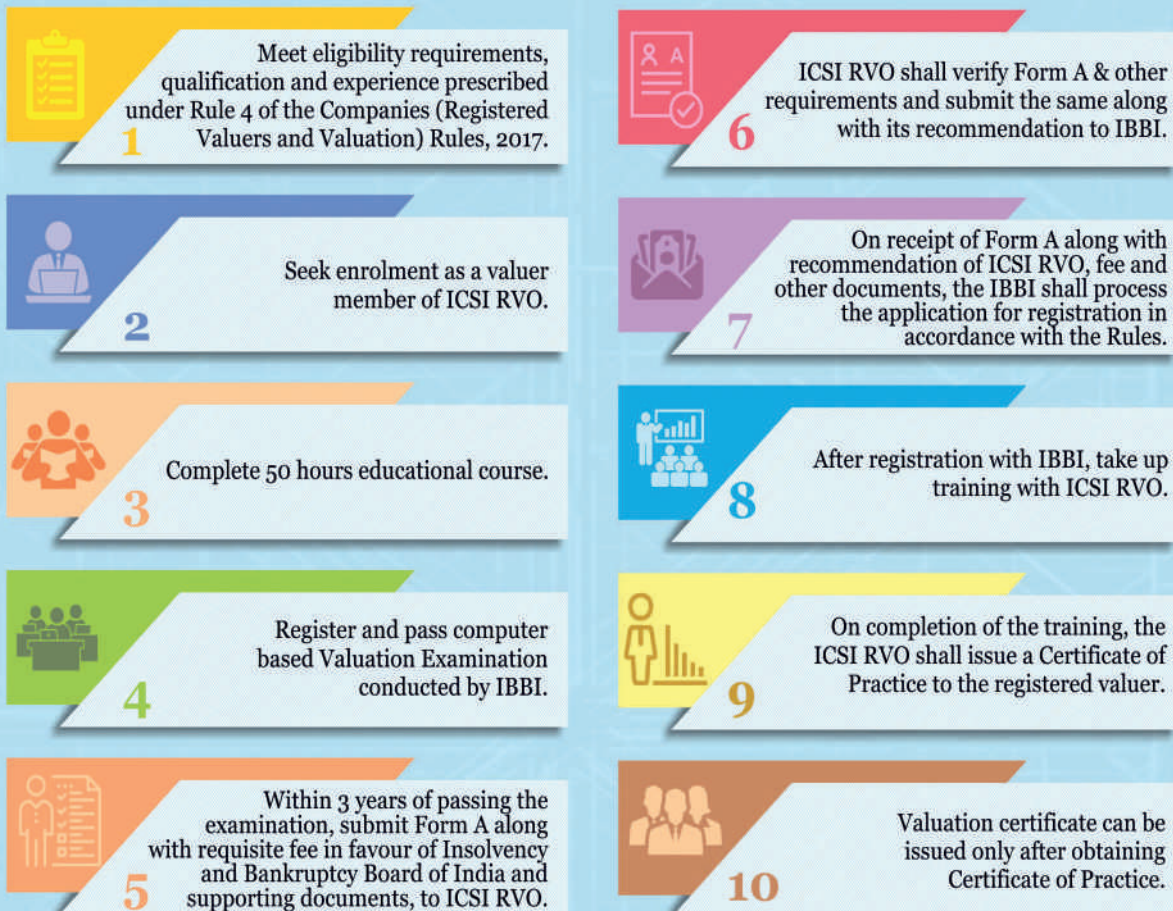 Meet eligibility requirements,
qualification and experience prescribed
under Rule 4 of the Companies (Registered
Valuers and Valuation) Rules, 2017.
1
Seek enrolment as a valuer
member of ICSI RVO.
2
Complete 50 hours educational course.
3
Register and pass computer
based Valuation Examination
conducted by IBBI.
4
Within 3 years of passing the
examination, submit Form A along
with requisite fee in favour of Insolvency
and Bankruptcy Board of India and
supporting documents, to ICSI RVO.
5
A
ICSI RVO shall verify Form A & other
requirements and submit the same along
with its recommendation to IBBI.
6
On receipt of Form A along with
recommendation of ICSI RVO, fee and
other documents, the IBBI shall process
the application for registration in
accordance with the Rules.
7
After registration with IBBI, take up
training with ICSI RVO.
8
On completion of the training, the
ICSI RVO shall issue a Certificate of
Practice to the registered valuer.
9
Valuation certificate can be
issued only after obtaining
Certificate of Practice.
10